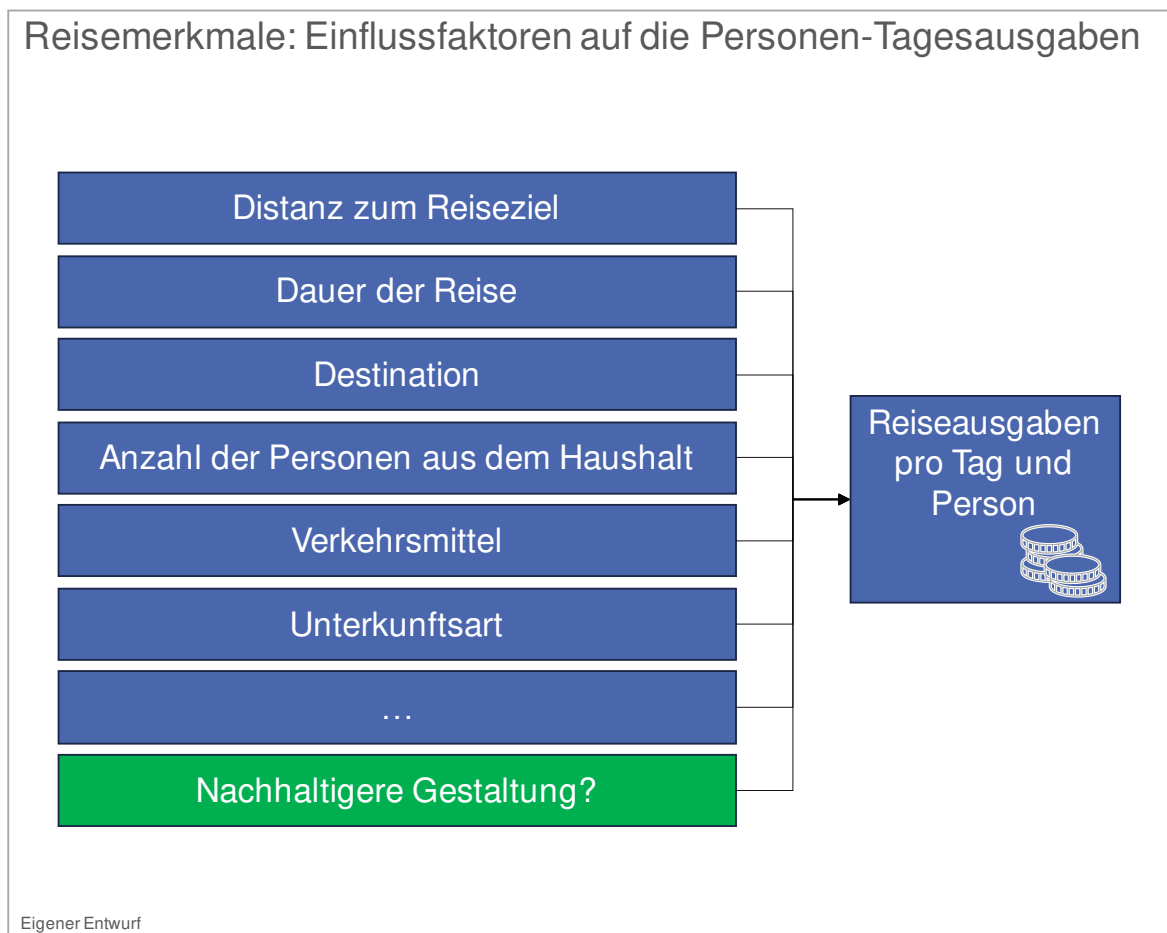 Reisemerkmale: Einflussfaktoren auf die Personen-Tagesausgaben
Distanz zum Reiseziel
Dauer der Reise
Destination
Anzahl der Personen aus dem Haushalt
Verkehrsmittel
Unterkunftsart
…
Nachhaltigere Gestaltung?
Reiseausgaben
pro Tag und
Person
Eigener Entwurf